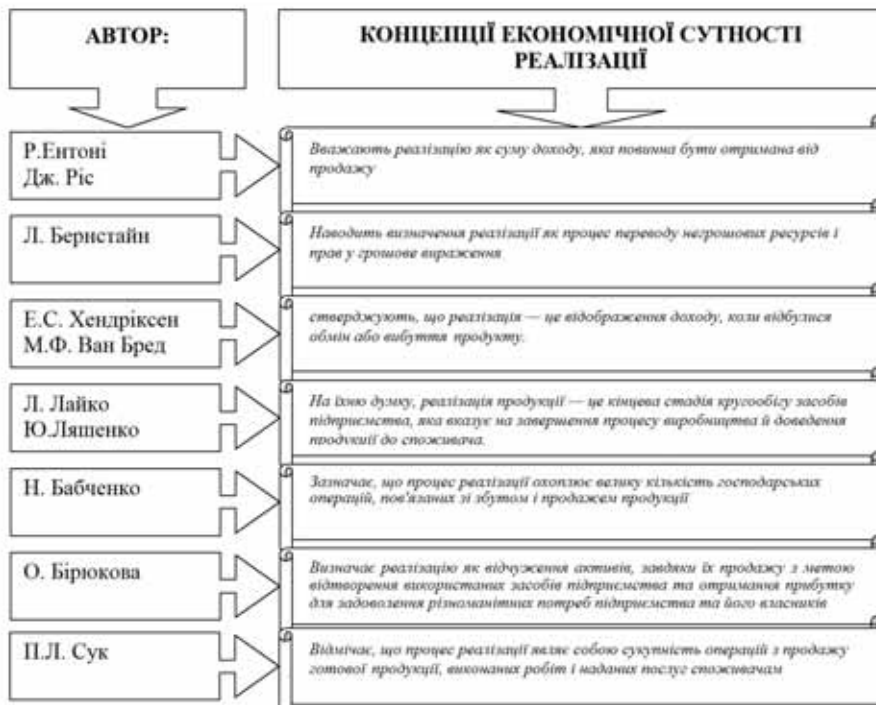 АВТОР:
КОНЦЕПЦІЇ ЕКОНОМІЧНОЇ СУТНОСТІ
РЕАЛІЗАЦІЇ
Р.Ентоні
Дж. Ріс
Вважають реалізацію як суму доходу, яка повинна бути отримана від
продажу
Л. Бернстайн
Наводить визначення реалізації як процес переводу негрошових ресурсів і
прав у грошове вираження
Е.С. Хендріксен
М.Ф. Ван Бред
стверджують, що реалізація — це відображення доходу, коли відбулися
обмін або вибуття продукту.
Л. Лайко
Ю.Ляшенко
На їхню думку, реалізація продукції — це кінцева стадія кругообігу засобів
підприємства, яка вказує на завершення процесу виробництва й доведення
продукції до споживача.
Н. Бабченко
Зазначає, що процес реалізації охоплює велику кількість господарських
операцій, пов'язаних зі збутом і продажем продукції
О. Бірюкова
Визначає реалізацію як відчуження активів, завдяки їх продажу з метою
відтворення використаних засобів підприємства та отримання прибутку
для задоволення різноманітних потреб підприємства та його власників
П.Л. Сук
Відмічає, що процес реалізації являє собою сукупність операцій з продажу
готової продукції, виконаних робіт і наданих послуг споживачам